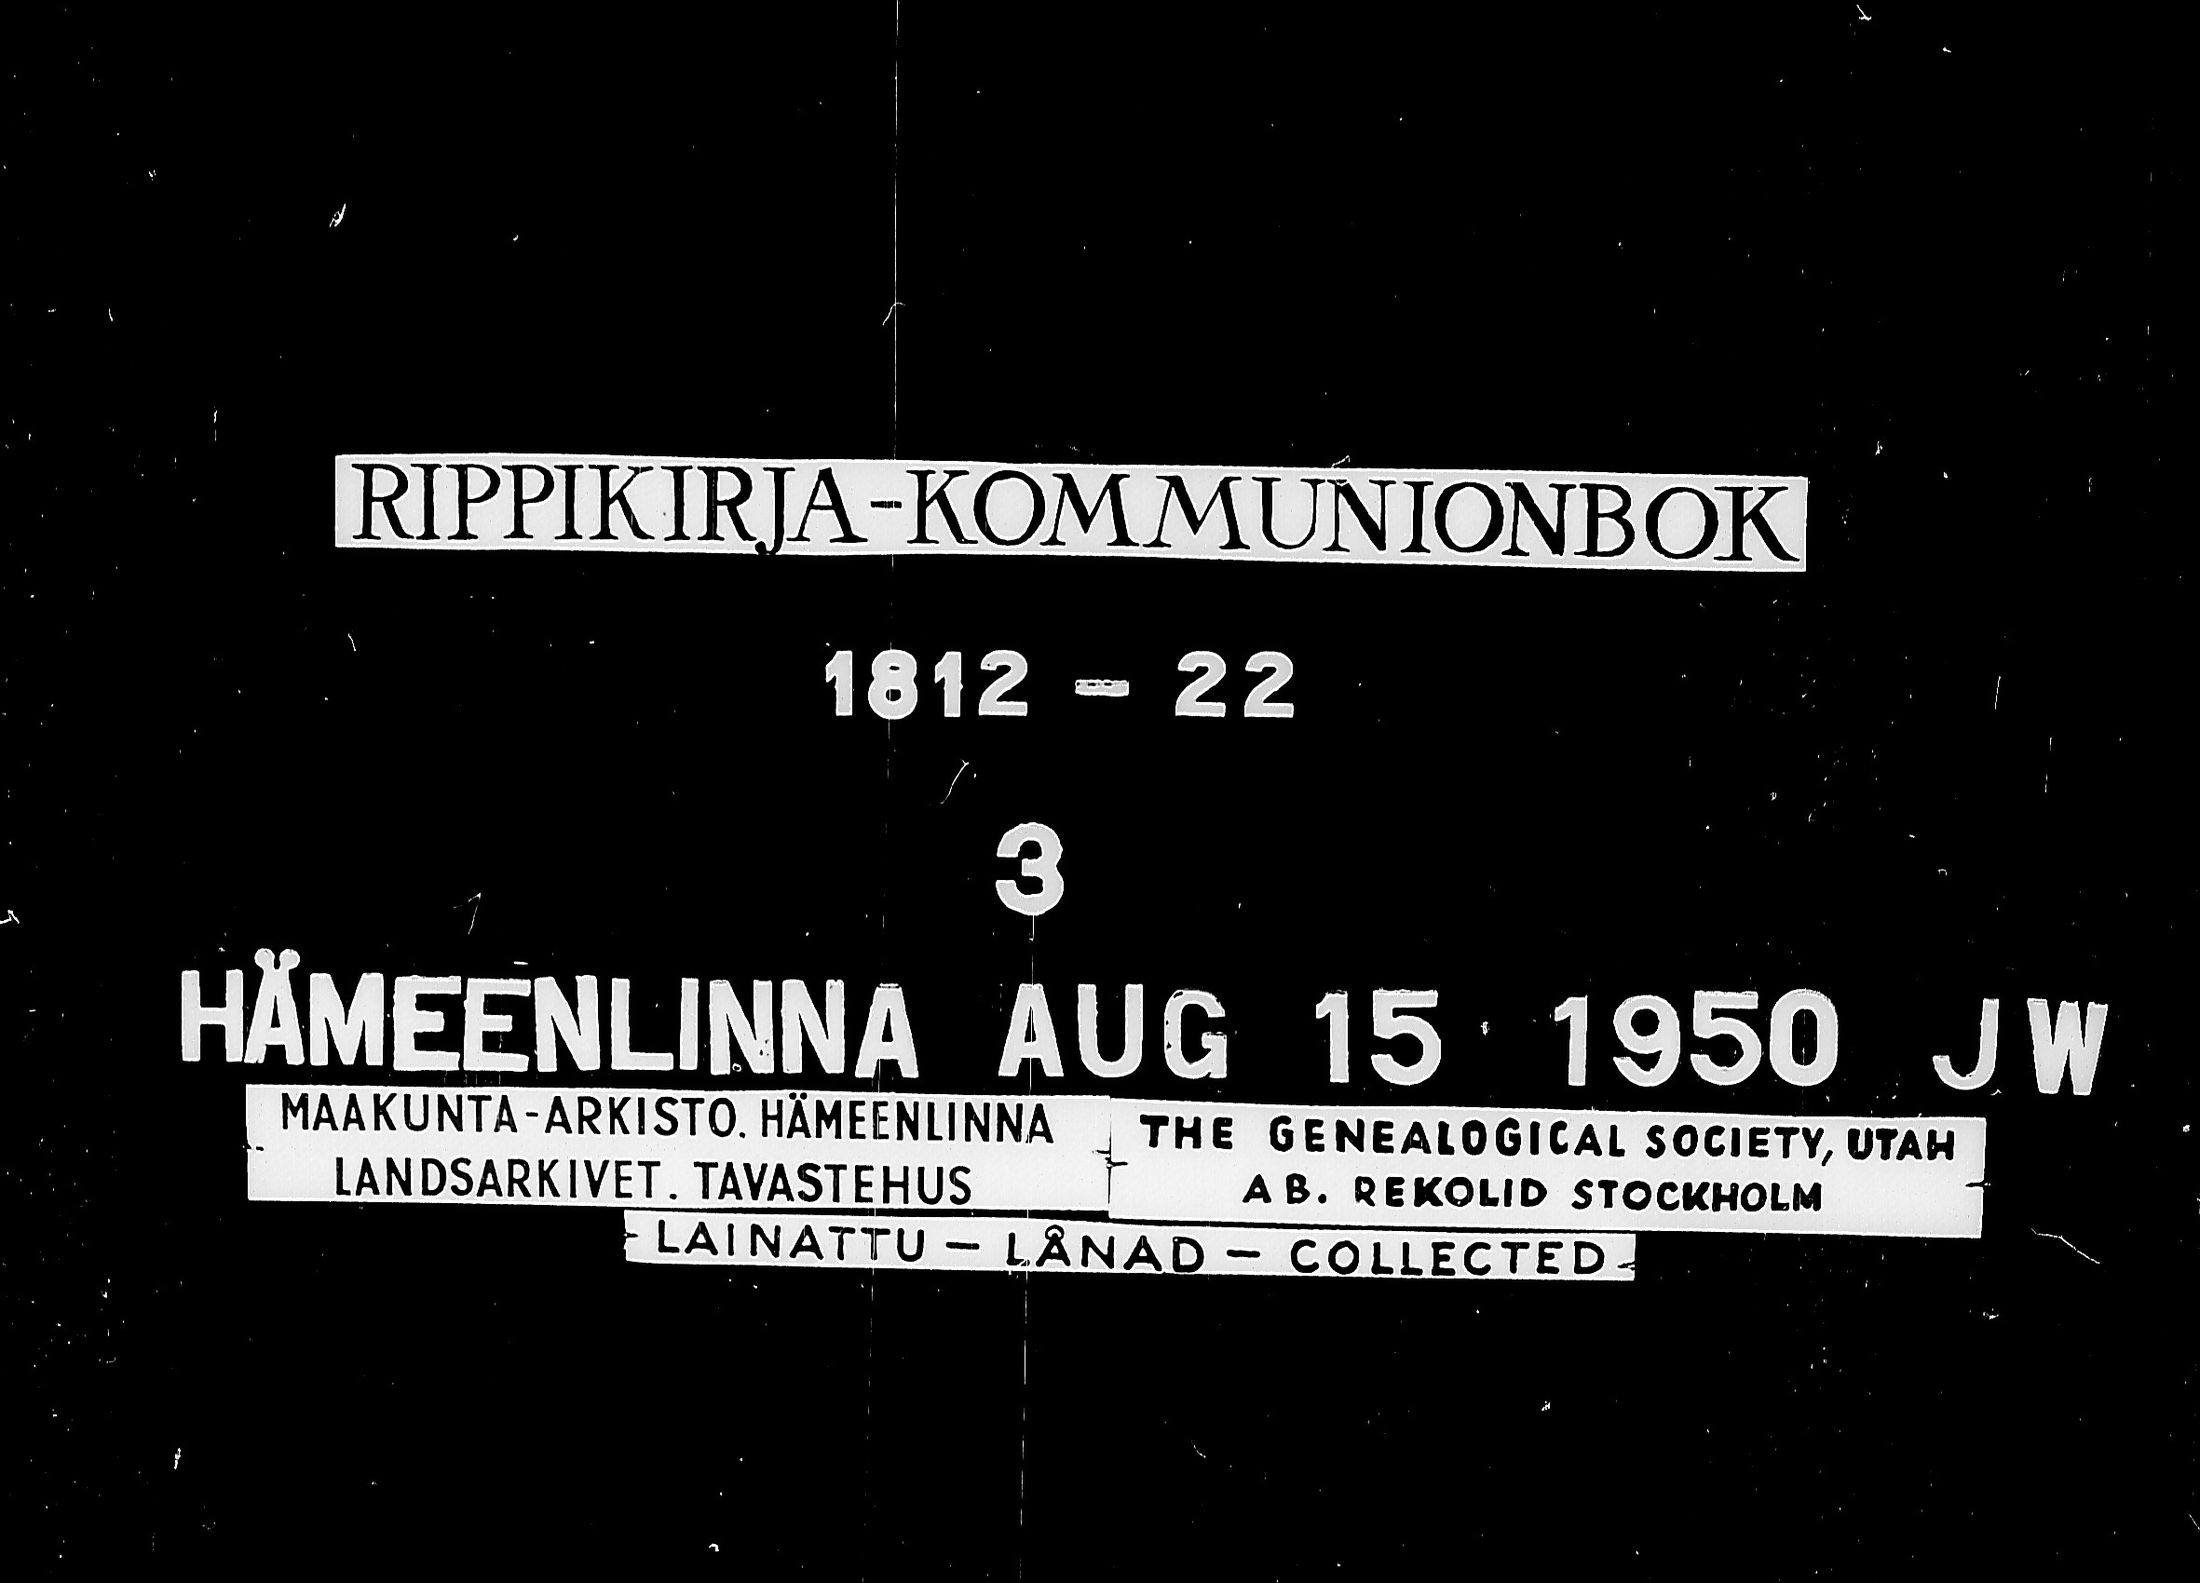 RIPPIKIRJA-KOMMUNIONBOK
1812 - 22
3
HÄMEENLINNA AUG 15 1950 JW
MAAKUNTA-ARKISTO. HÄMEENLINNA
LANDSARKIVET. TAVASTEHUS
THE GENEALOGICAL SOCIETY, UTAH
AB. REKOLID STOCKHOLM
LAINATTU - LÅNAD - COLLECTED